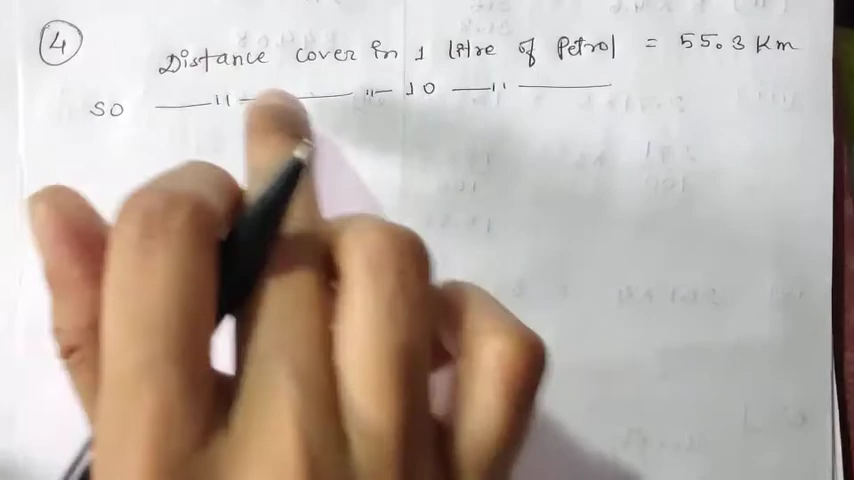 4 Distance cover in 1 litre of Petrol = 55.3 Km
so —— " —— " — 10 —— " ——